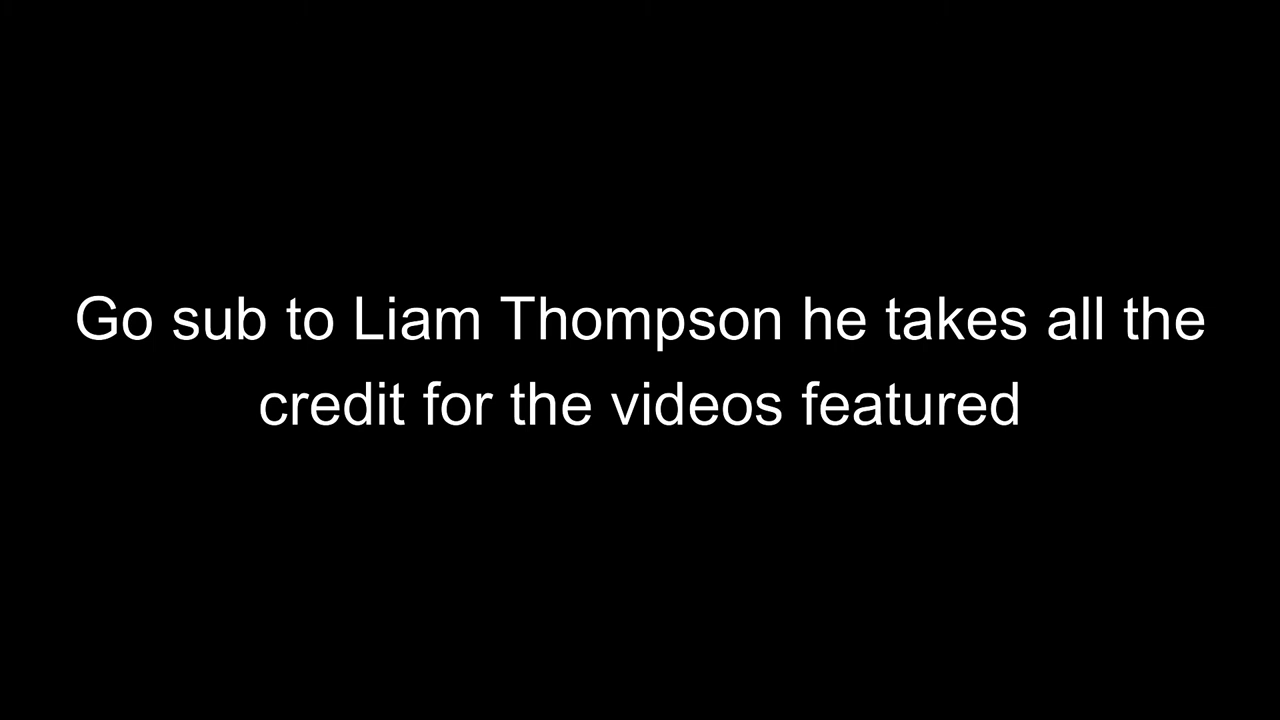 Go sub to Liam Thompson he takes all the
credit for the videos featured